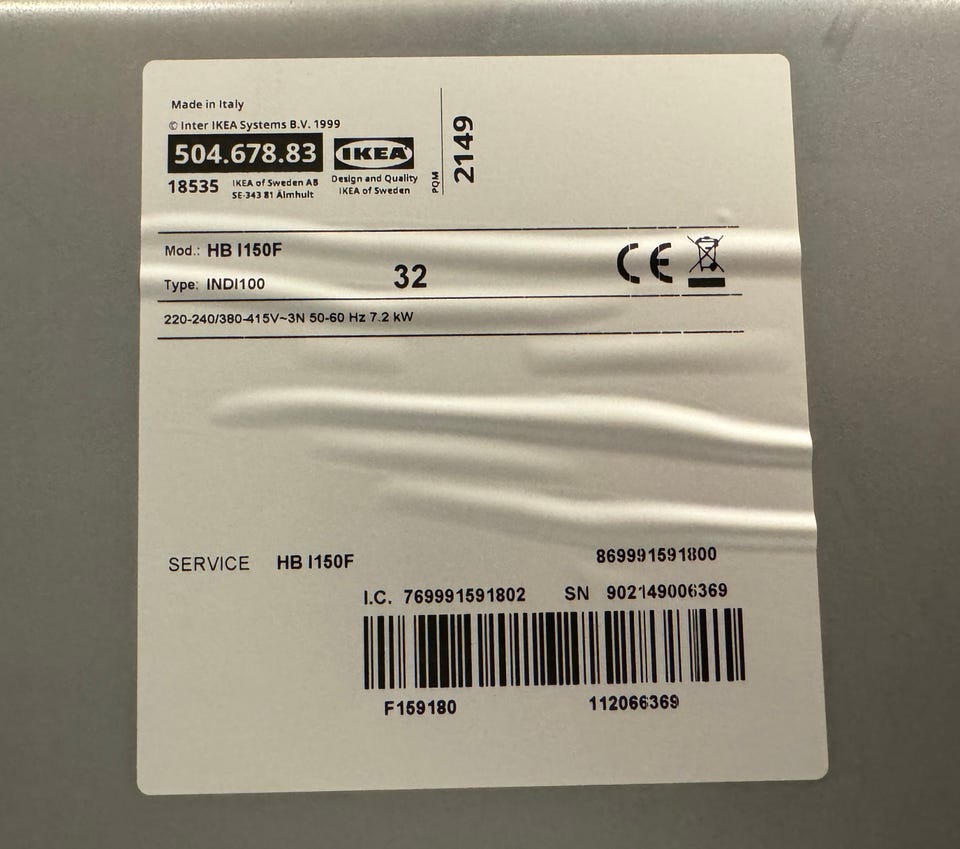 Made in Italy
© Inter IKEA Systems B.V. 1999
504.678.83
IKEA
18535
IKEA of Sweden AB
SE-343 81 Älmhult
Design and Quality
IKEA of Sweden
PQM
2149
Mod.: HB I150F
Type: INDI100
32
CE
220-240/380-415V~3N 50-60 Hz 7.2 kW
SERVICE HB I150F
869991591800
I.C. 769991591802 SN 902149006369
F159180 112066369